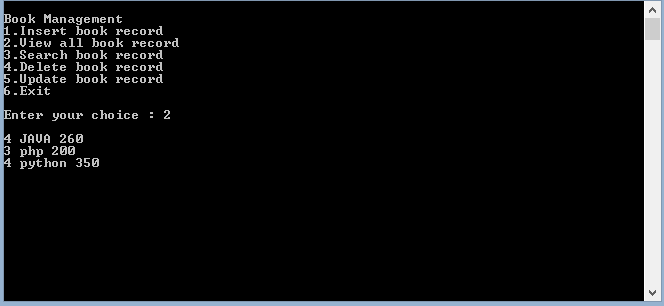 Book Management
1.Insert book record
2.View all book record
3.Search book record
4.Delete book record
5.Update book record
6.Exit
Enter your choice : 2
4 JAVA 260
3 php 200
4 python 350